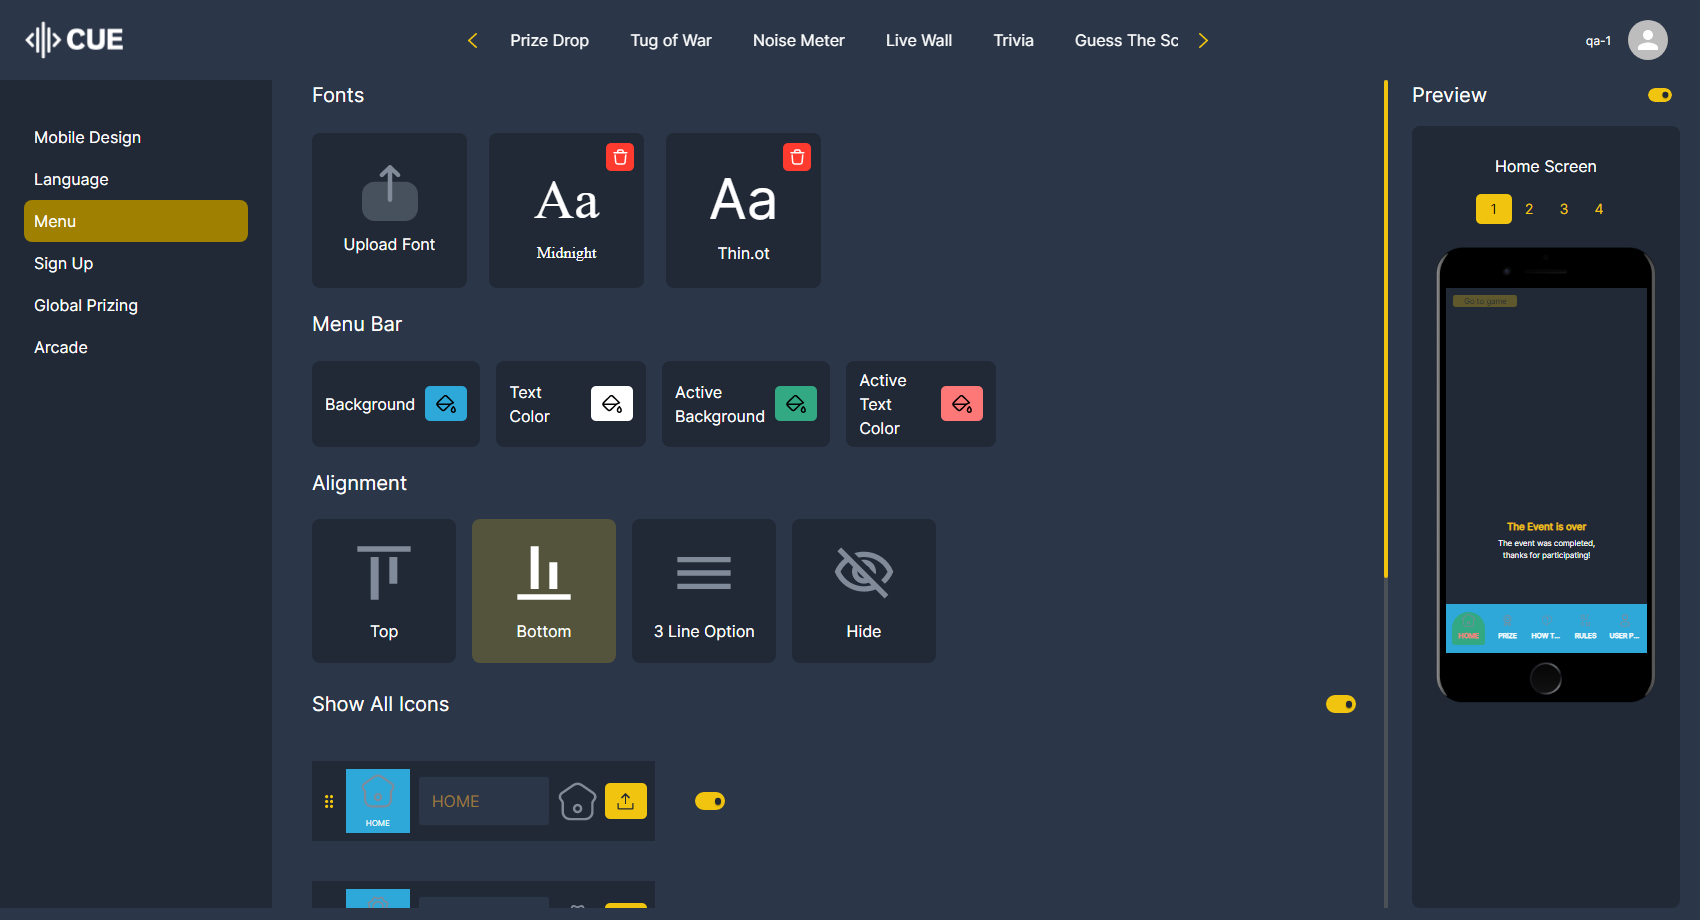 CUE
Prize Drop
Tug of War
Noise Meter
Live Wall
Trivia
Guess The Sc
qa-1
Mobile Design
Language
Menu
Sign Up
Global Prizing
Arcade
Fonts
Upload Font
Aa
Midnight
Aa
Thin.ot
Menu Bar
Background
Text
Color
Active
Background
Active
Text
Color
Alignment
Top
Bottom
3 Line Option
Hide
Show All Icons
HOME
HOME
Preview
Home Screen
1 2 3 4
Go to game
The Event is over
The event was completed,
thanks for participating!
HOME
PRIZE
HOW T...
RULES
USER P...